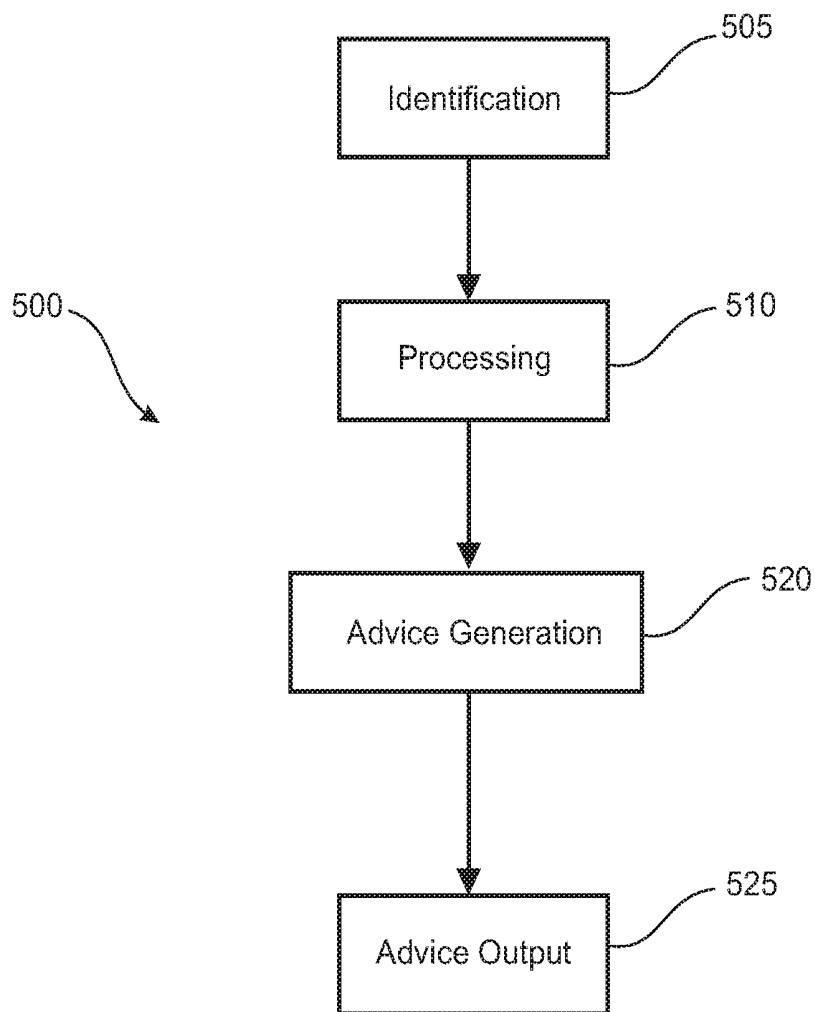 505
Identification
500
510
Processing
520
Advice Generation
525
Advice Output